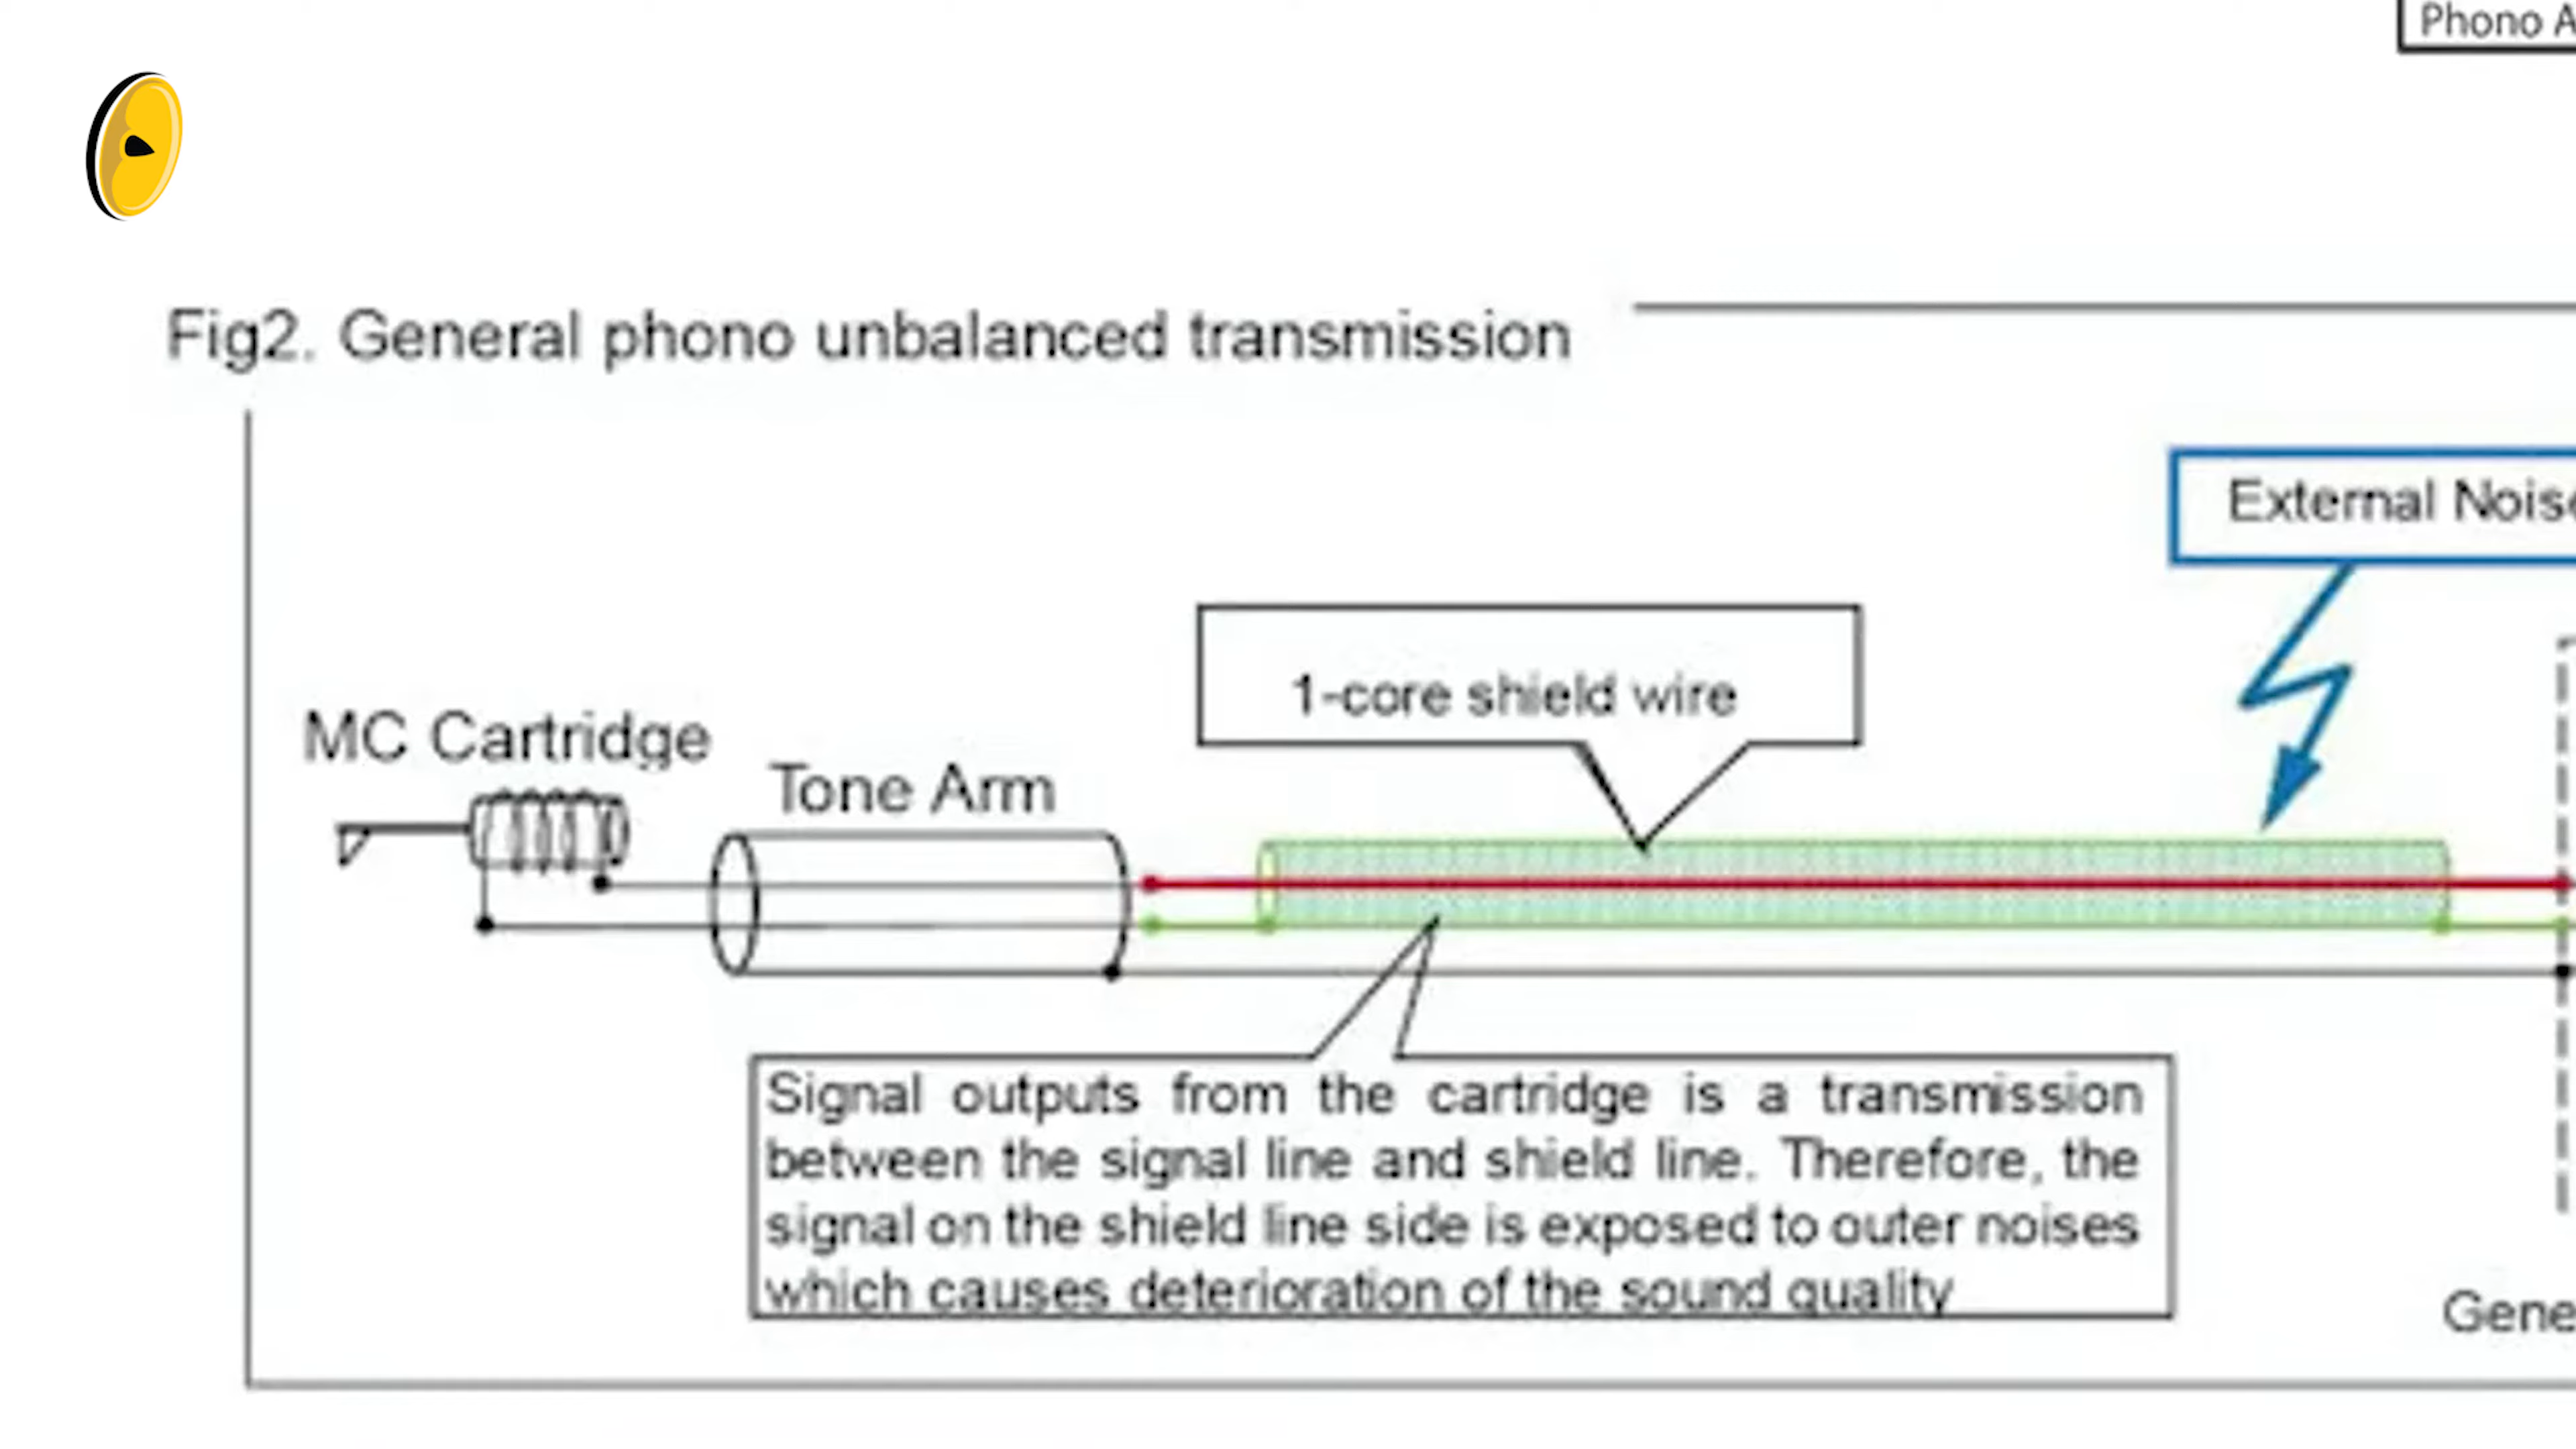 Phono A
Fig2. General phono unbalanced transmission
External Noise
1-core shield wire
MC Cartridge
Tone Arm
Signal outputs from the cartridge is a transmission
between the signal line and shield line. Therefore, the
signal on the shield line side is exposed to outer noises
which causes deterioration of the sound quality
Gene